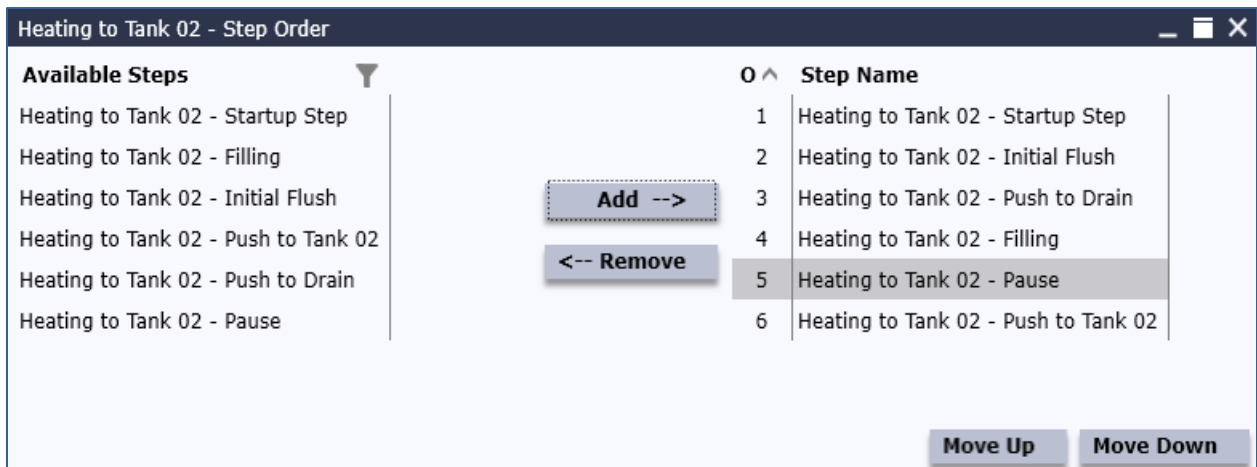 Heating to Tank 02 - Step Order
Available Steps
Heating to Tank 02 - Startup Step
Heating to Tank 02 - Filling
Heating to Tank 02 - Initial Flush
Heating to Tank 02 - Push to Tank 02
Heating to Tank 02 - Push to Drain
Heating to Tank 02 - Pause
Add -->
<-- Remove
O Step Name
1 Heating to Tank 02 - Startup Step
2 Heating to Tank 02 - Initial Flush
3 Heating to Tank 02 - Push to Drain
4 Heating to Tank 02 - Filling
5 Heating to Tank 02 - Pause
6 Heating to Tank 02 - Push to Tank 02
Move Up Move Down